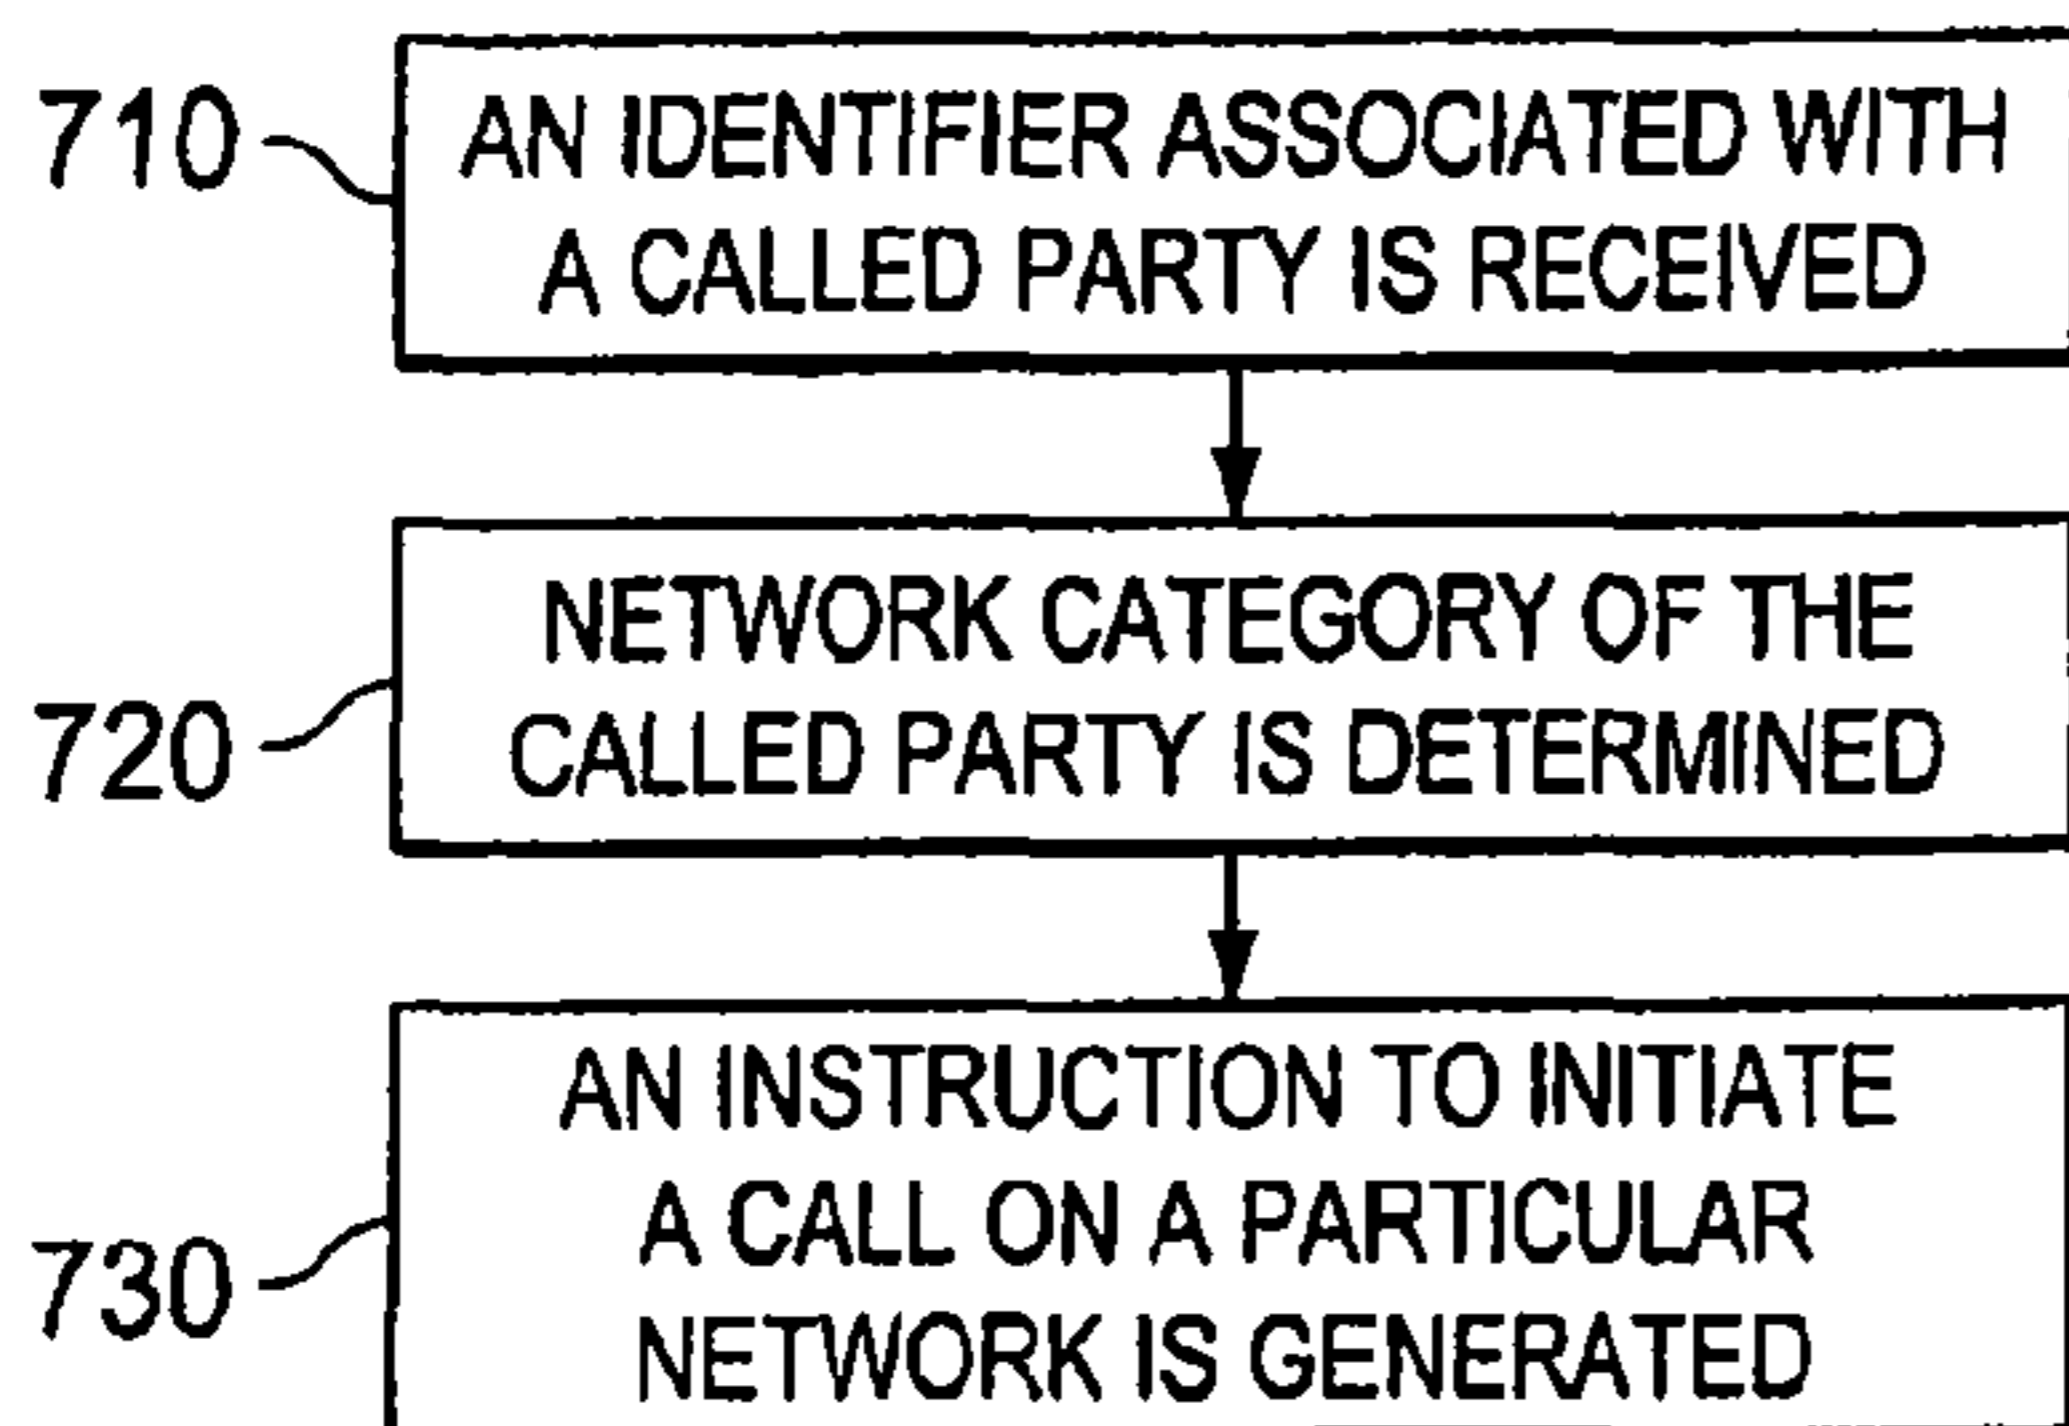 710
AN IDENTIFIER ASSOCIATED WITH
A CALLED PARTY IS RECEIVED
720
NETWORK CATEGORY OF THE
CALLED PARTY IS DETERMINED
730
AN INSTRUCTION TO INITIATE
A CALL ON A PARTICULAR
NETWORK IS GENERATED